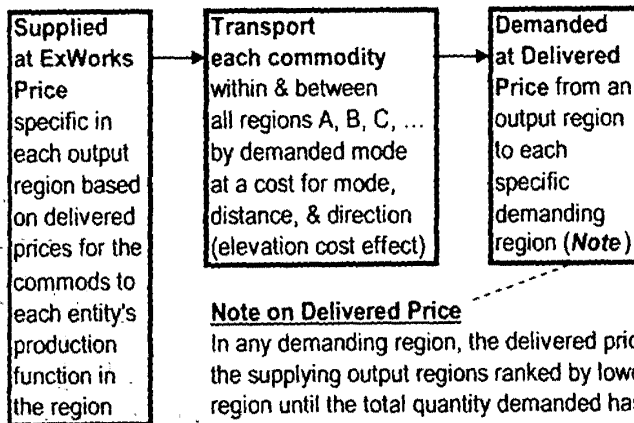 Supplied
at ExWorks
Price
specific in
each output
region based
on delivered
prices for the
commods to
each entity's
production
function in
the region
Transport
each commodity
within & between
all regions A, B, C, ...
by demanded mode
at a cost for mode,
distance, & direction
(elevation cost effect)
Demanded
at Delivered
Price from an
output region
to each
specific
demanding
region (Note)
Note on Delivered Price
In any demanding region, the delivered pric
the supplying output regions ranked by lowe
region until the total quantity demanded has